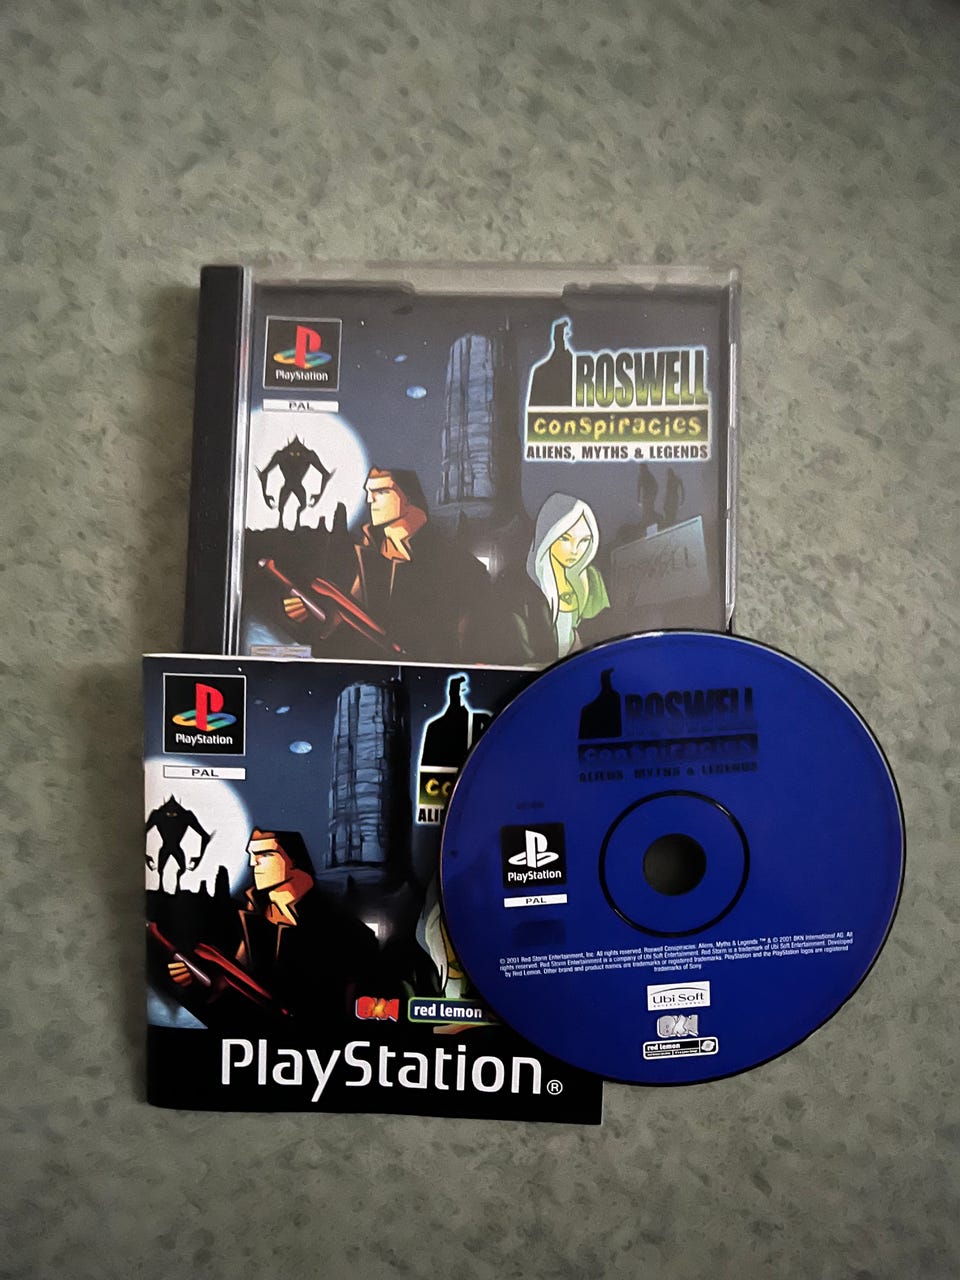 PlayStation
PAL
ROSWELL
conspiracies
ALIENS, MYTHS & LEGENDS
PlayStation
PAL
red lemon
PlayStation®
ROSWELL
conspiracies
ALIENS, MYTHS & LEGENDS
PlayStation
PAL
© 2001 Red Storm Entertainment, Inc. All rights reserved. Roswell Conspiracies: Aliens, Myths & Legends ™ & © 2001 BKN International AG. All
rights reserved. Red Storm Entertainment is a company of Ubi Soft Entertainment. Red Storm is a trademark of Ubi Soft Entertainment. Developed
by Red Lemon. Other brand and product names are trademarks or registered trademarks. PlayStation and the PlayStation logos are registered
trademarks of Sony.
Ubi Soft
ENTERTAINMENT
BKN
red lemon